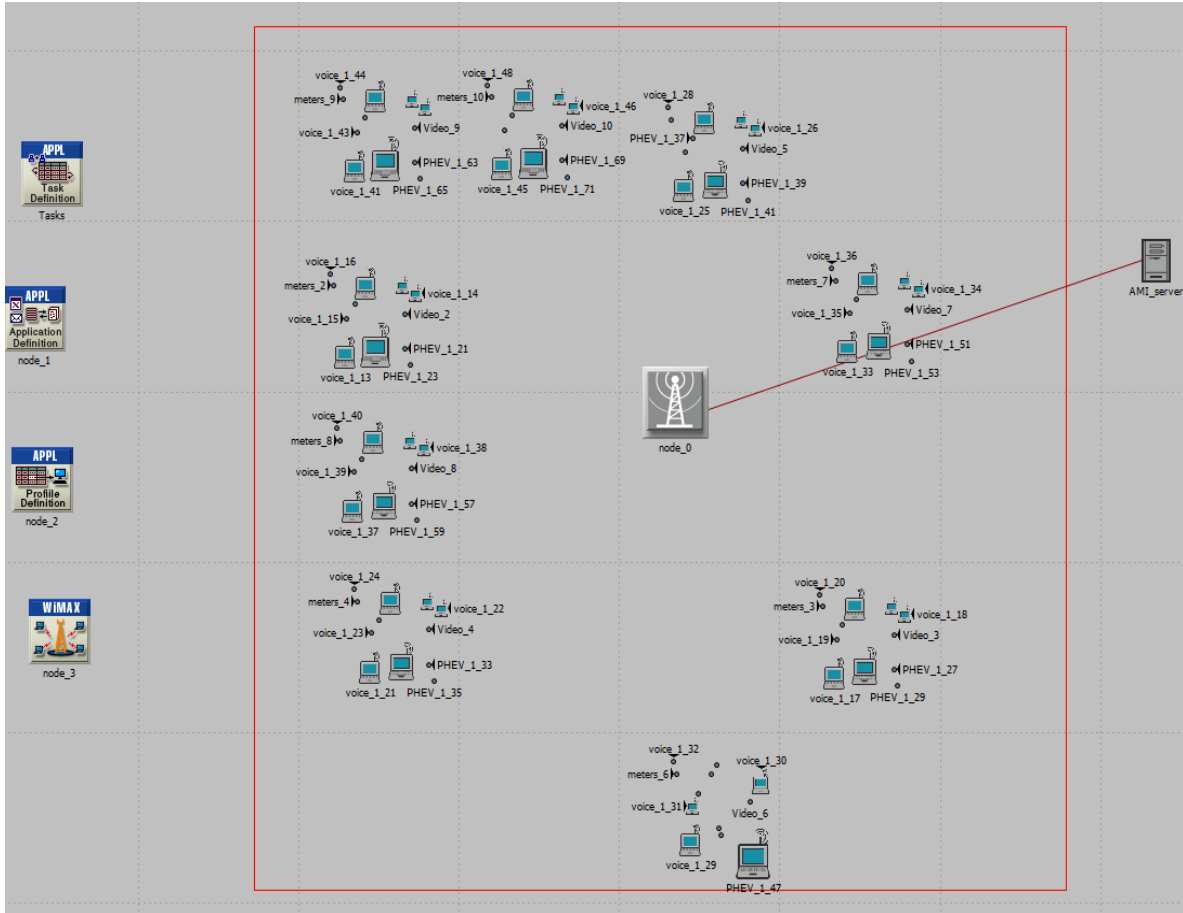 voice_1_44
meters_9
voice_1_43
Video_9
PHEV_1_63
voice_1_41
PHEV_1_65
voice_1_48
meters_10
voice_1_46
Video_10
PHEV_1_69
voice_1_45
PHEV_1_71
voice_1_28
voice_1_26
PHEV_1_37
Video_5
PHEV_1_39
voice_1_25
PHEV_1_41
APPL
Task
Definition
Tasks
voice_1_16
meters_2
voice_1_14
voice_1_15
Video_2
PHEV_1_21
voice_1_13
PHEV_1_23
voice_1_36
meters_7
voice_1_34
voice_1_35
Video_7
PHEV_1_51
voice_1_33
PHEV_1_53
AMI_server
APPL
Application
Definition
node_1
node_0
voice_1_40
meters_8
voice_1_38
voice_1_39
Video_8
PHEV_1_57
voice_1_37
PHEV_1_59
APPL
Profile
Definition
node_2
voice_1_24
meters_4
voice_1_22
voice_1_23
Video_4
PHEV_1_33
voice_1_21
PHEV_1_35
voice_1_20
meters_3
voice_1_18
voice_1_19
Video_3
PHEV_1_27
voice_1_17
PHEV_1_29
WiMAX
node_3
voice_1_32
meters_6
voice_1_30
voice_1_31
Video_6
voice_1_29
PHEV_1_47